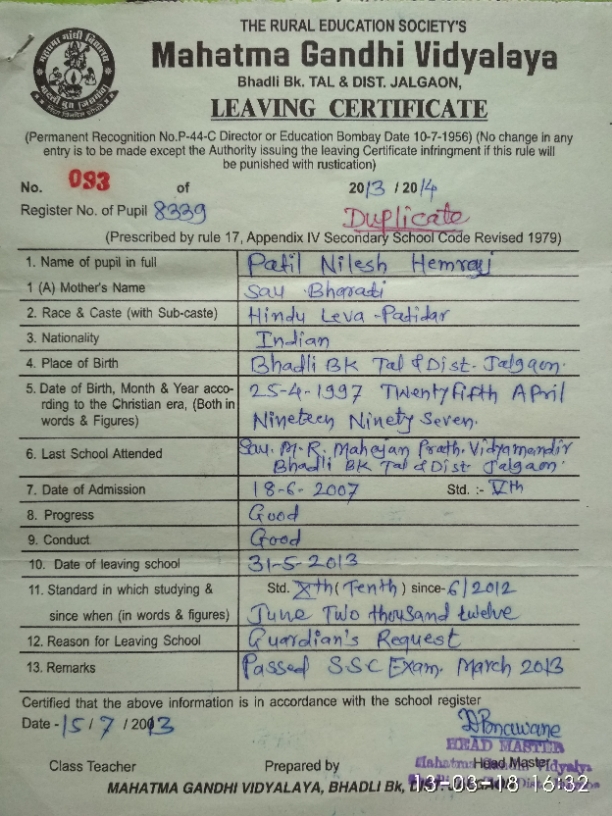 THE RURAL EDUCATION SOCIETY'S
Mahatma Gandhi Vidyalaya
Bhadli Bk. TAL & DIST. JALGAON,
LEAVING CERTIFICATE
(Permanent Recognition No.P-44-C Director or Education Bombay Date 10-7-1956) (No change in any
entry is to be made except the Authority issuing the leaving Certificate infringment if this rule will
be punished with rustication)
No. 093 of 2013 / 2014
Register No. of Pupil 8339 Duplicate
(Prescribed by rule 17, Appendix IV Secondary School Code Revised 1979)
1. Name of pupil in full Patil Nilesh Hemraj
1 (A) Mother's Name Sau Bharati
2. Race & Caste (with Sub-caste) Hindu Leva-Patidar
3. Nationality Indian
4. Place of Birth Bhadli BK Tal & Dist. Jalgaon.
5. Date of Birth, Month & Year acco- 25-4-1997 Twentyfifth April
rding to the Christian era, (Both in
words & Figures) Nineteen Ninety Seven.
6. Last School Attended Sau. M. R. Mahajan Prath. Vidyamandir
Bhadli BK Tal & Dist Jalgaon.
7. Date of Admission 18-6-2007 Std. :- Vth
8. Progress Good
9. Conduct Good
10. Date of leaving school 31-5-2013
11. Standard in which studying & Std. Xth (Tenth) since- 6/2012
since when (in words & figures) June Two thousand twelve
12. Reason for Leaving School Guardian's Request
13. Remarks Passed SSC Exam. March 2013
Certified that the above information is in accordance with the school register
Date - 15 / 7 / 2013
HEAD MASTER
Class Teacher Prepared by Head Master
Mahatma Gandhi Vidyalya
MAHATMA GANDHI VIDYALAYA, BHADLI Bk, DIST. JALGAON
13-03-18 16:32